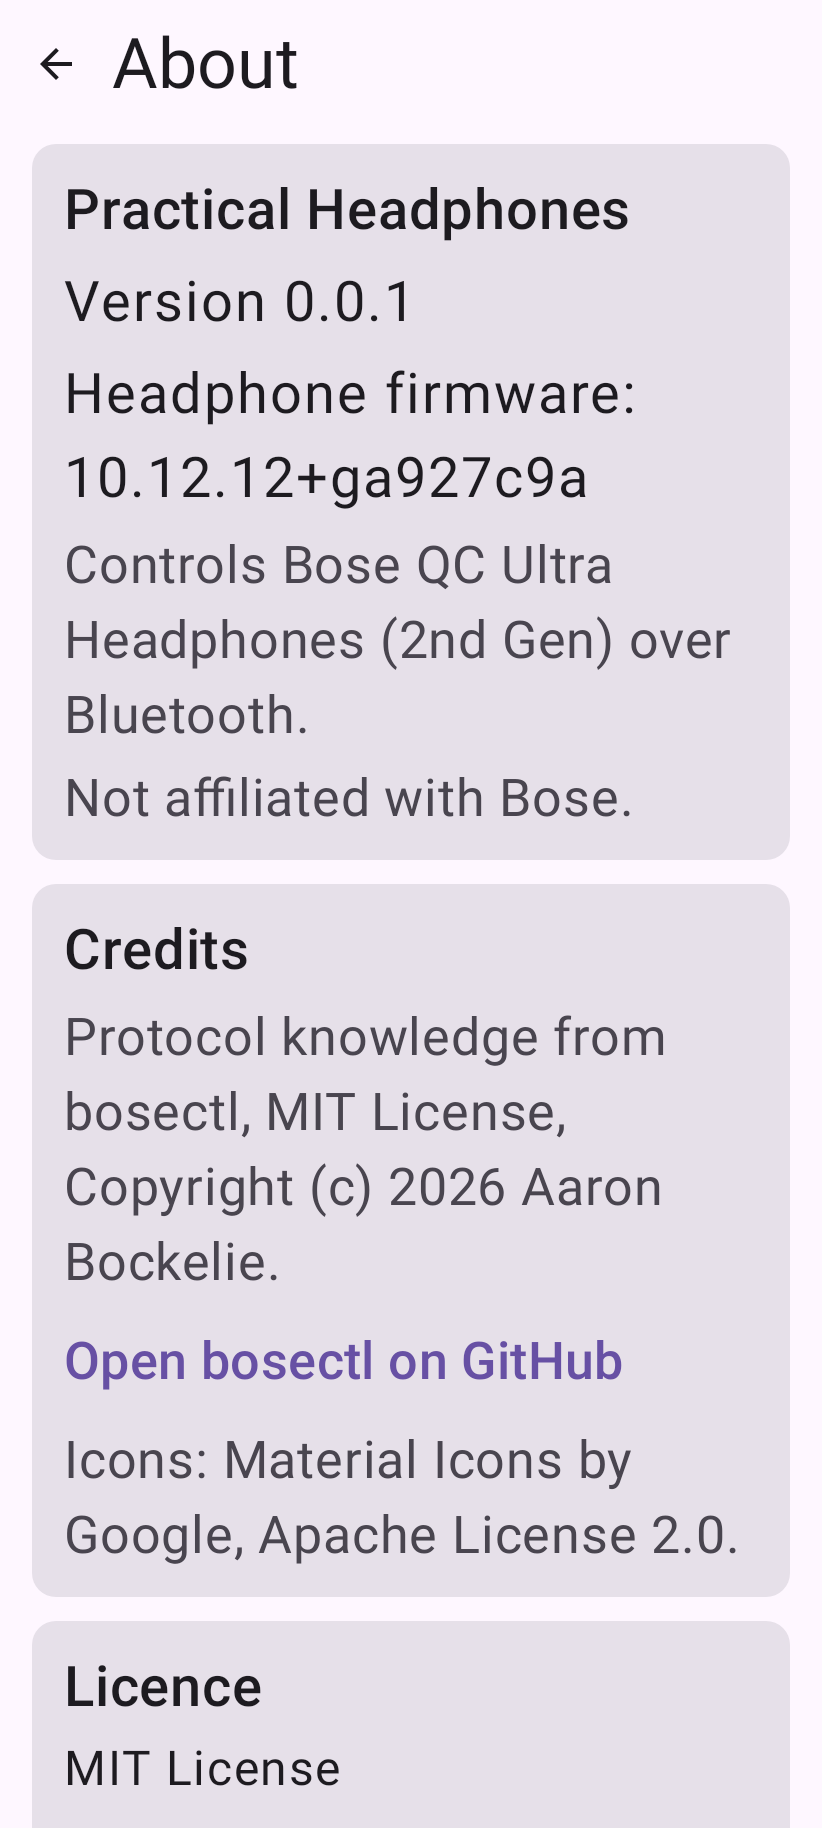 About
Practical Headphones
Version 0.0.1
Headphone firmware:
10.12.12+ga927c9a
Controls Bose QC Ultra
Headphones (2nd Gen) over
Bluetooth.
Not affiliated with Bose.
Credits
Protocol knowledge from
bosectl, MIT License,
Copyright (c) 2026 Aaron
Bockelie.
Open bosectl on GitHub
Icons: Material Icons by
Google, Apache License 2.0.
Licence
MIT License